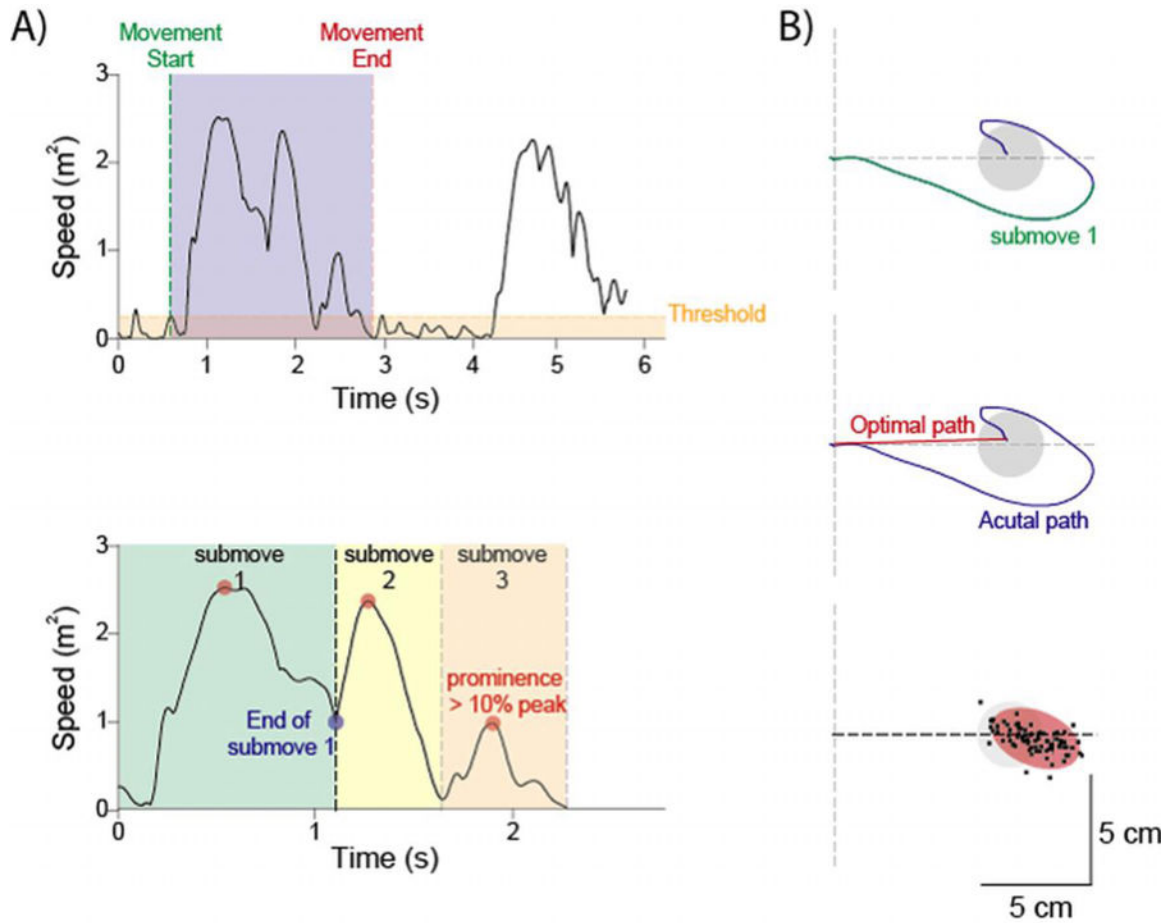 A)
Movement
Start
Movement
End
3
2
1
0
Speed (m²)
Threshold
0 1 2 3 4 5 6
Time (s)
3
2
1
0
Speed (m²)
submove
1
submove
2
submove
3
End of
submove 1
prominence
> 10% peak
0 1 2
Time (s)
B)
submove 1
Optimal path
Acutal path
5 cm
5 cm